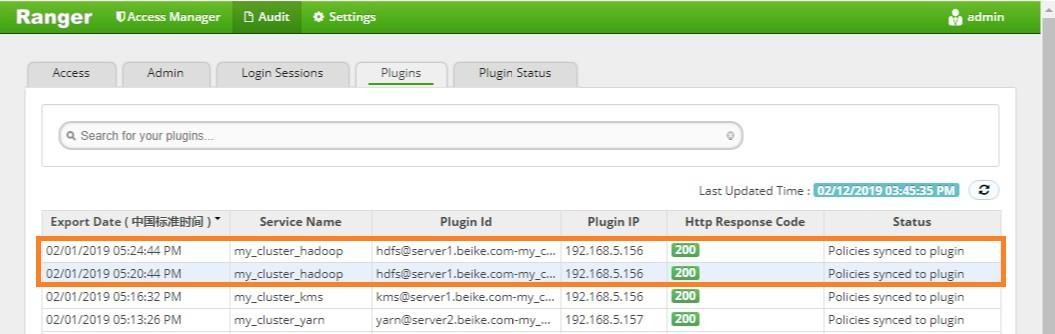 Ranger Access Manager Audit Settings admin
Access Admin Login Sessions Plugins Plugin Status
Search for your plugins...
Last Updated Time : 02/12/2019 03:45:35 PM
Export Date ( 中国标准时间 ) Service Name Plugin Id Plugin IP Http Response Code Status
02/01/2019 05:24:44 PM my_cluster_hadoop hdfs@server1.beike.com-my_c... 192.168.5.156 200 Policies synced to plugin
02/01/2019 05:20:44 PM my_cluster_hadoop hdfs@server1.beike.com-my_c... 192.168.5.156 200 Policies synced to plugin
02/01/2019 05:16:32 PM my_cluster_kms kms@server1.beike.com-my_c... 192.168.5.156 200 Policies synced to plugin
02/01/2019 05:13:26 PM my_cluster_yarn yarn@server2.beike.com-my_... 192.168.5.157 200 Policies synced to plugin